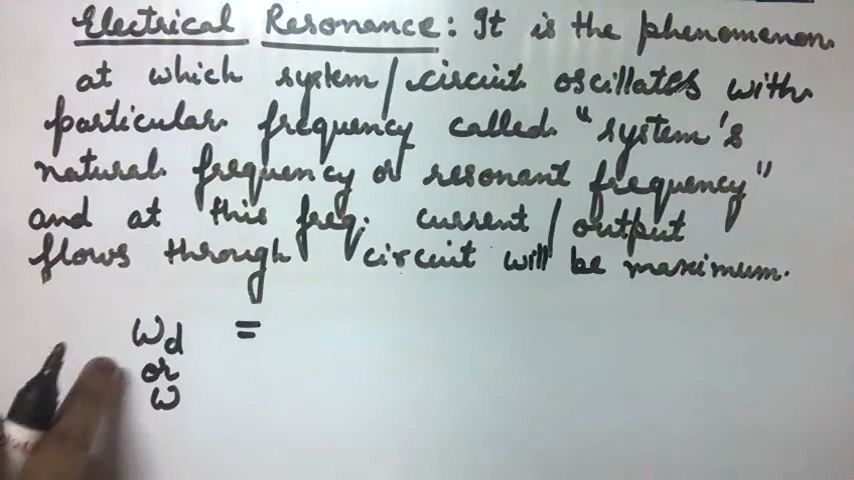 Electrical Resonance: It is the phenomenon
at which system/circuit oscillates with
particular frequency called "system's
natural frequency or resonant frequency"
and at this freq. current/output
flows through circuit will be maximum.
ωd =
or
ω